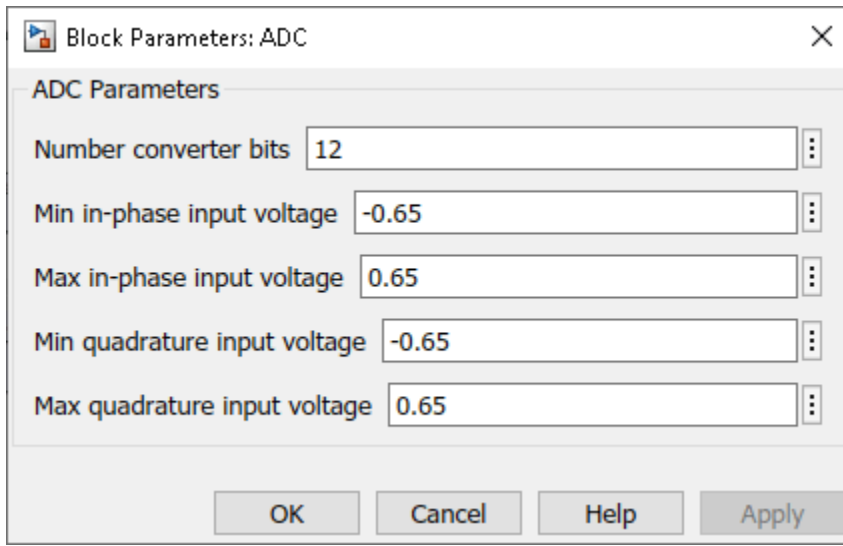 Block Parameters: ADC
ADC Parameters
Number converter bits 12
Min in-phase input voltage -0.65
Max in-phase input voltage 0.65
Min quadrature input voltage -0.65
Max quadrature input voltage 0.65
OK Cancel Help Apply